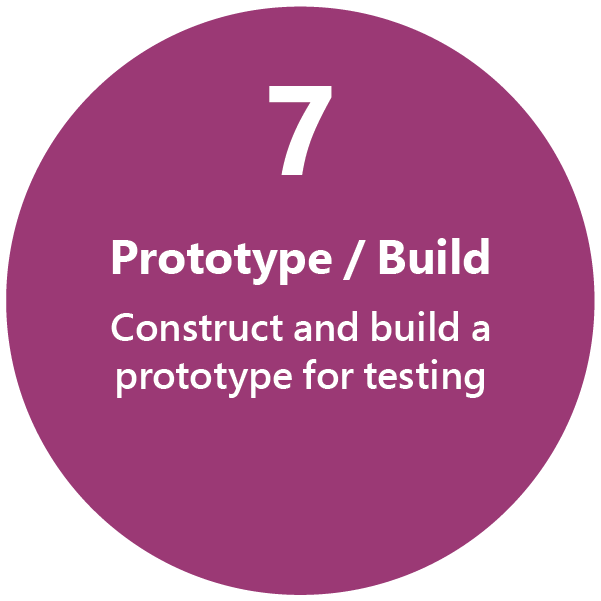 7
Prototype / Build
Construct and build a
prototype for testing